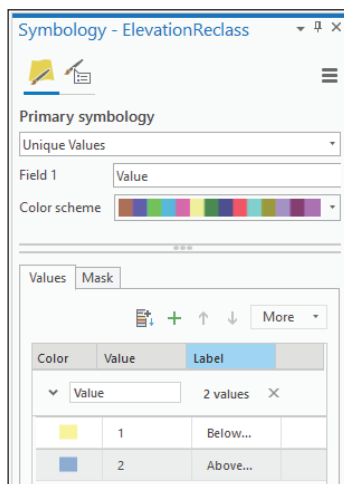 Symbology - ElevationReclass
Primary symbology
Unique Values
Field 1 Value
Color scheme
Values Mask
More
Color Value Label
Value 2 values
1 Below...
2 Above...